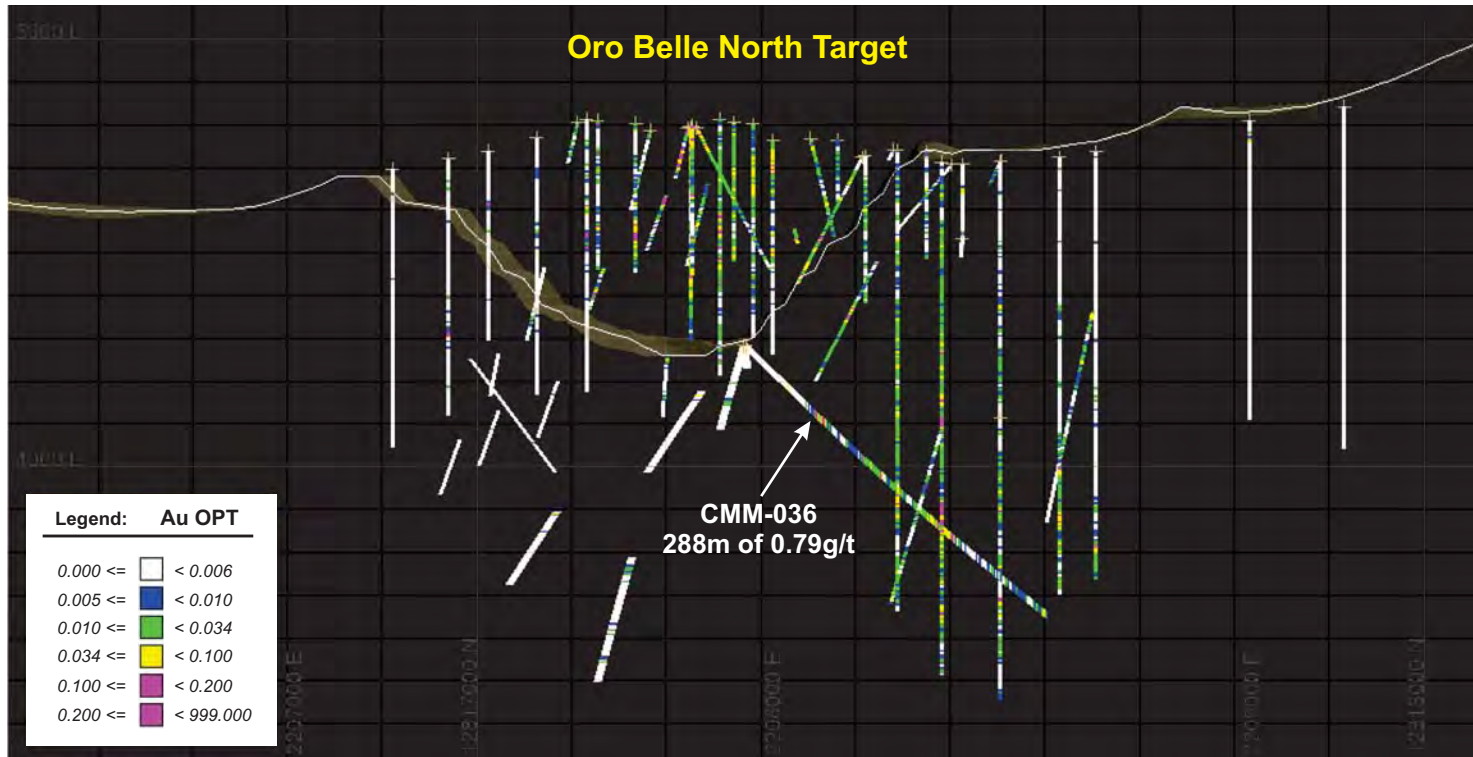 Oro Belle North Target
CMM-036
288m of 0.79g/t
Legend: Au OPT
0.000 <= < 0.006
0.005 <= < 0.010
0.010 <= < 0.034
0.034 <= < 0.100
0.100 <= < 0.200
0.200 <= < 999.000